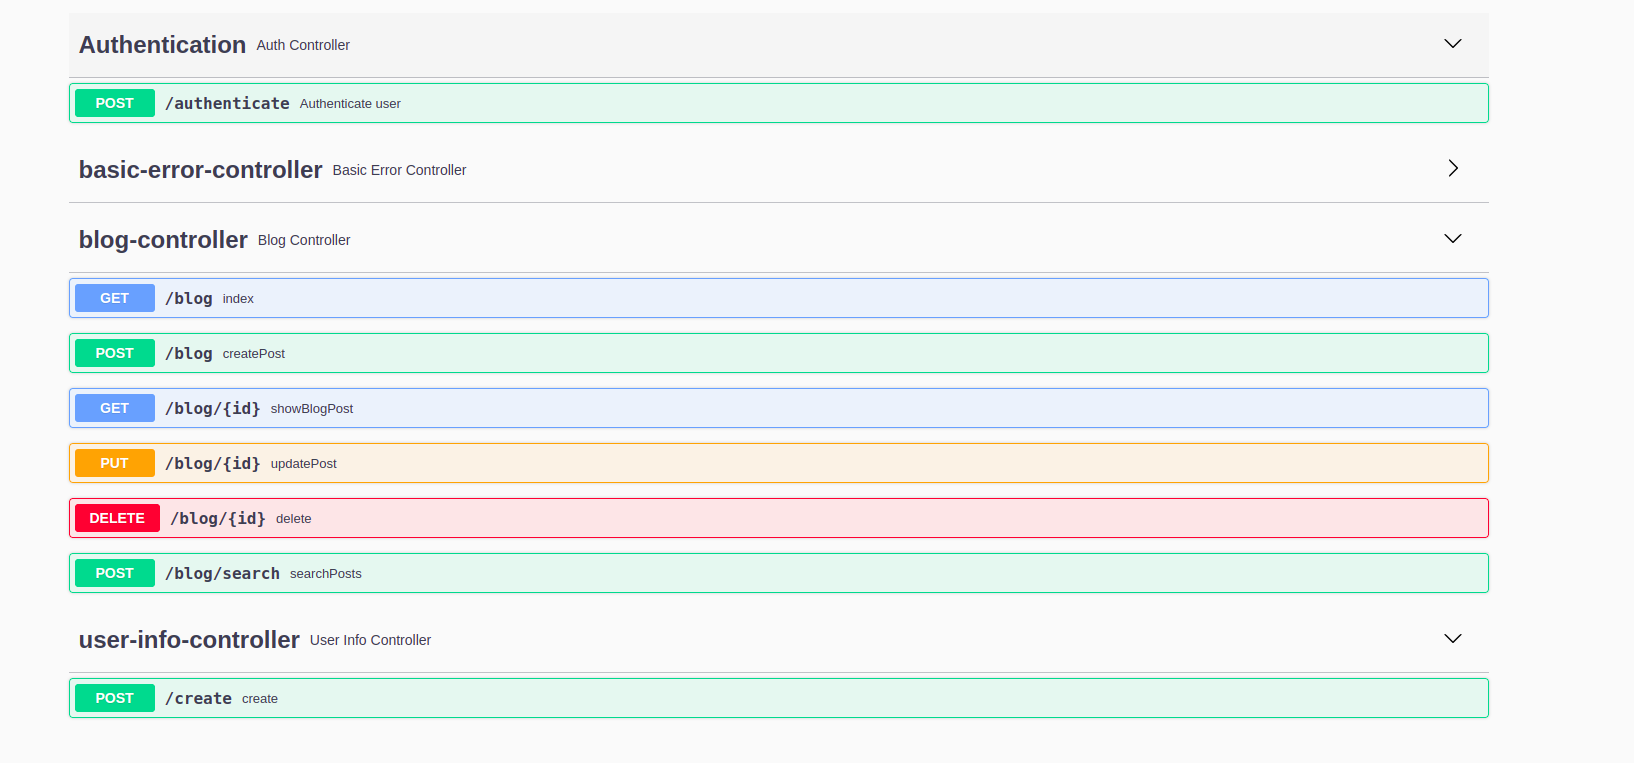 Authentication Auth Controller
POST /authenticate Authenticate user
basic-error-controller Basic Error Controller
blog-controller Blog Controller
GET /blog index
POST /blog createPost
GET /blog/{id} showBlogPost
PUT /blog/{id} updatePost
DELETE /blog/{id} delete
POST /blog/search searchPosts
user-info-controller User Info Controller
POST /create create